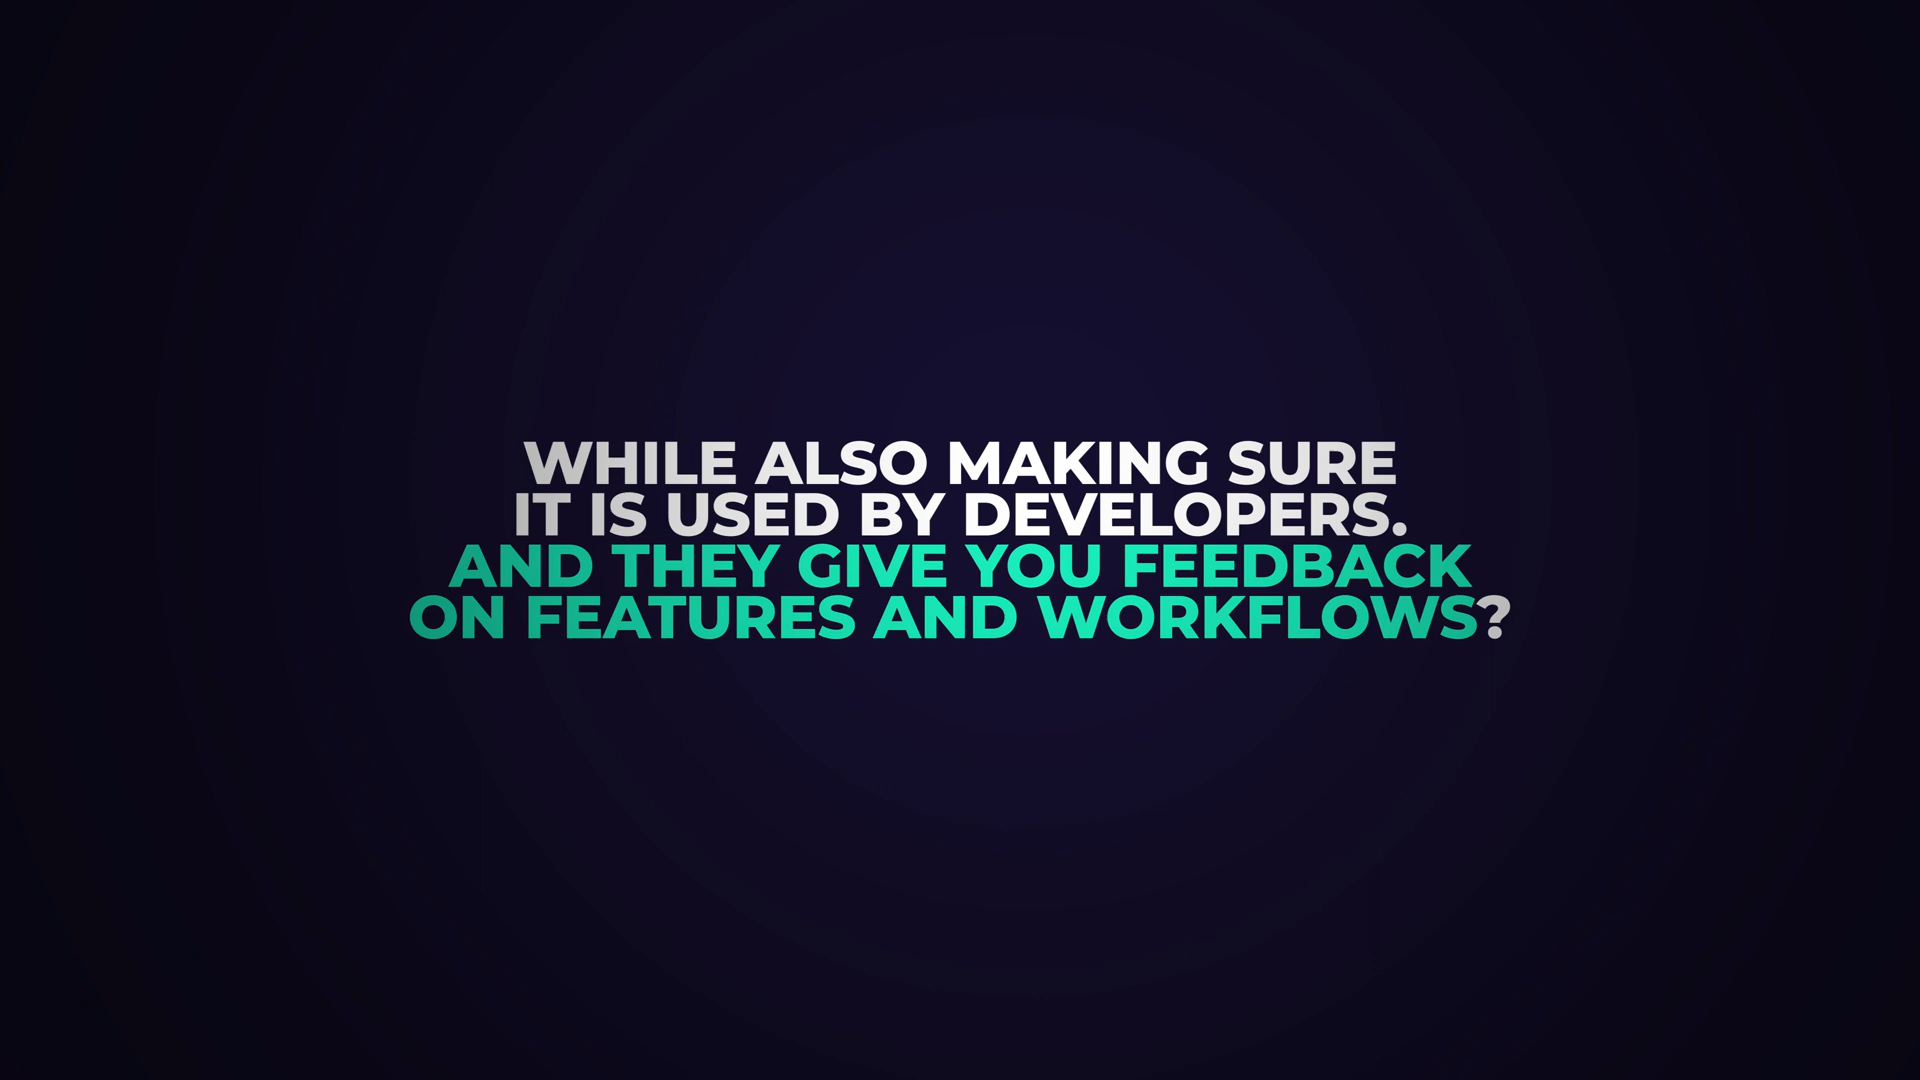 WHILE ALSO MAKING SURE
IT IS USED BY DEVELOPERS.
AND THEY GIVE YOU FEEDBACK
ON FEATURES AND WORKFLOWS?